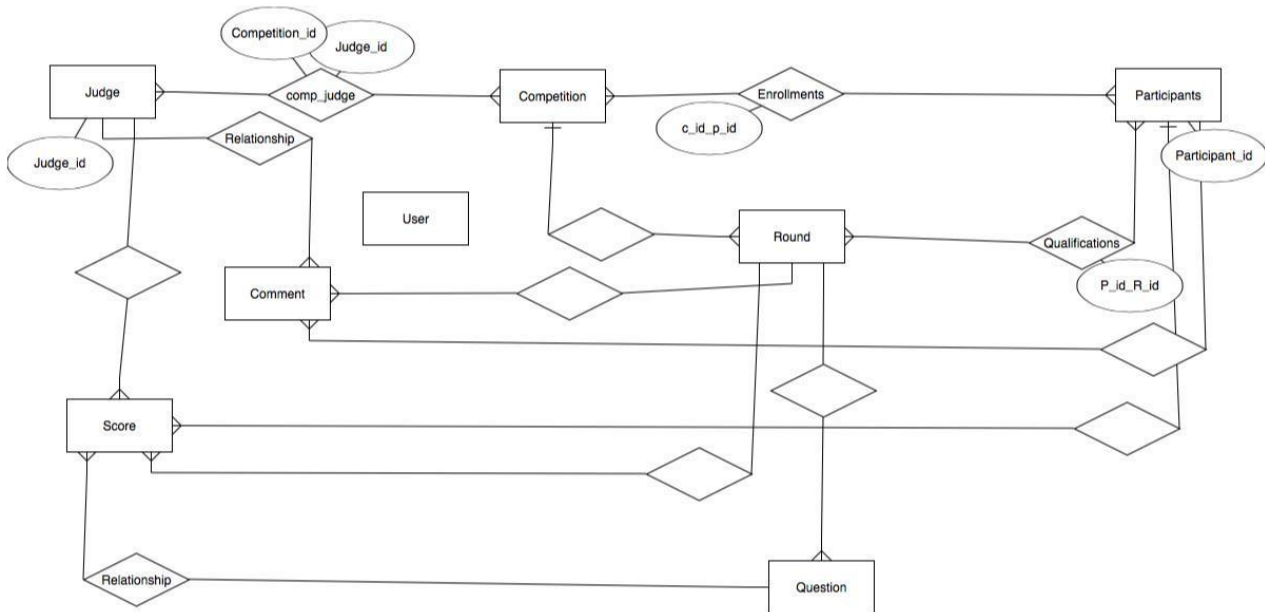 Competition_id
Judge_id
Judge
comp_judge
Competition
Enrollments
Participants
c_id_p_id
Relationship
Judge_id
Participant_id
User
Round
Qualifications
Comment
P_id_R_id
Score
Relationship
Question